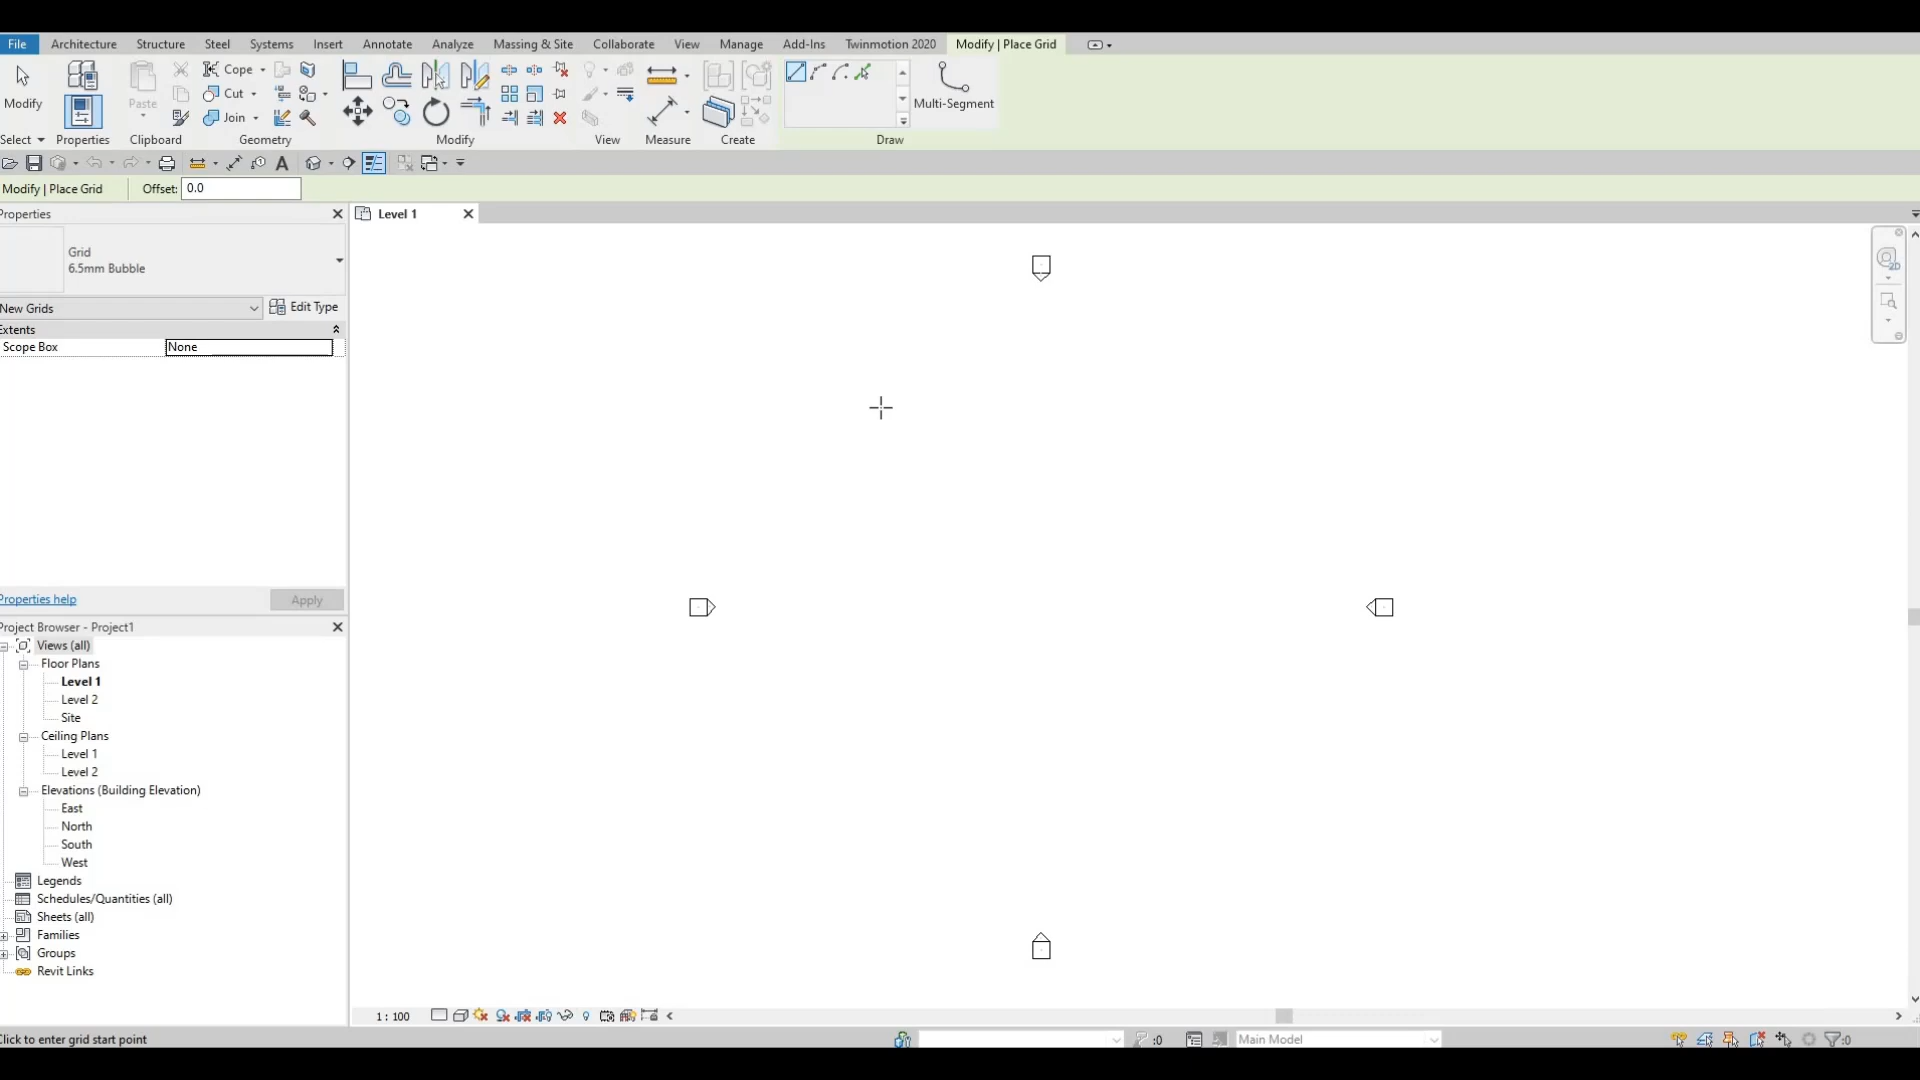 File Architecture Structure Steel Systems Insert Annotate Analyze Massing & Site Collaborate View Manage Add-Ins Twinmotion 2020 Modify | Place Grid
Modify
Paste
Cope
Cut
Join
Multi-Segment
Select Properties Clipboard Geometry Modify View Measure Create Draw
A
Modify | Place Grid Offset: 0.0
Properties
Level 1
Grid
6.5mm Bubble
2D
New Grids Edit Type
Extents
Scope Box None
Properties help Apply
Project Browser - Project1
Views (all)
Floor Plans
Level 1
Level 2
Site
Ceiling Plans
Level 1
Level 2
Elevations (Building Elevation)
East
North
South
West
Legends
Schedules/Quantities (all)
Sheets (all)
Families
Groups
Revit Links
1 : 100
Click to enter grid start point :0 Main Model :0